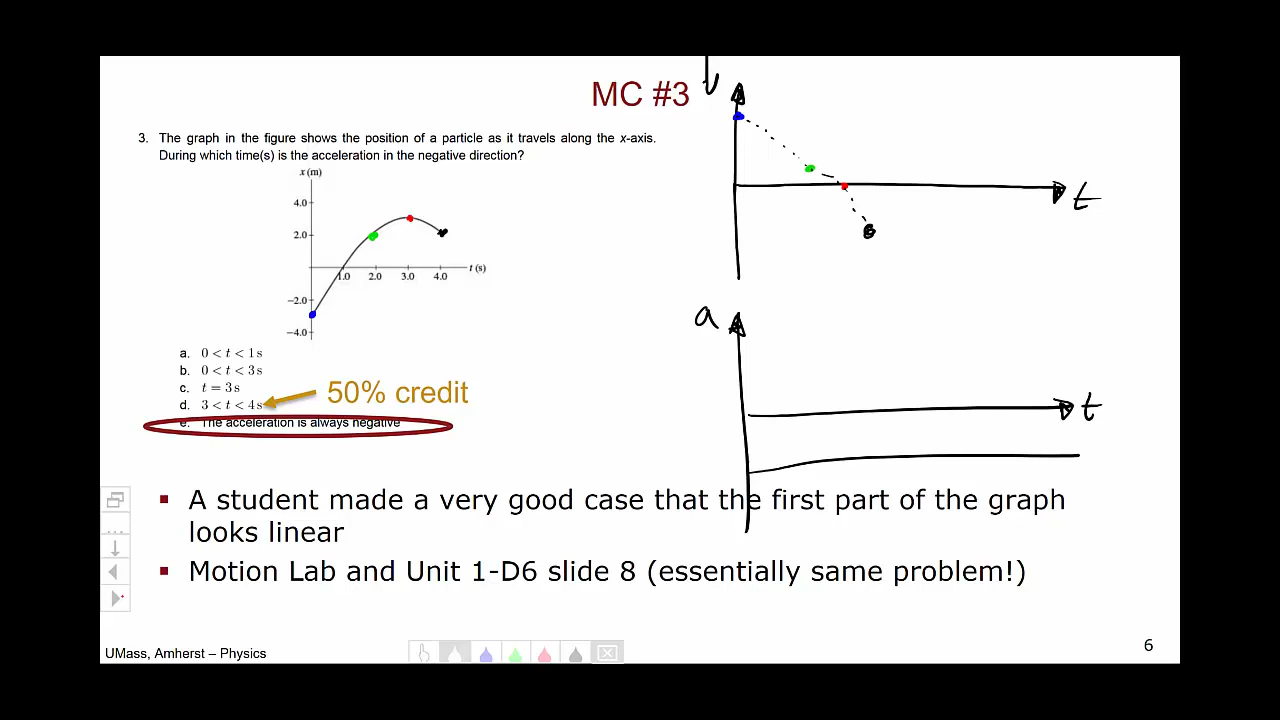 MC #3
3. The graph in the figure shows the position of a particle as it travels along the x-axis.
During which time(s) is the acceleration in the negative direction?
x (m)
4.0
2.0
1.0 2.0 3.0 4.0 t (s)
−2.0
−4.0
a. 0 < t < 1 s
b. 0 < t < 3 s
c. t = 3 s
d. 3 < t < 4 s
50% credit
e. The acceleration is always negative
t
a
t
▪ A student made a very good case that the first part of the graph
looks linear
▪ Motion Lab and Unit 1-D6 slide 8 (essentially same problem!)
UMass, Amherst – Physics
6